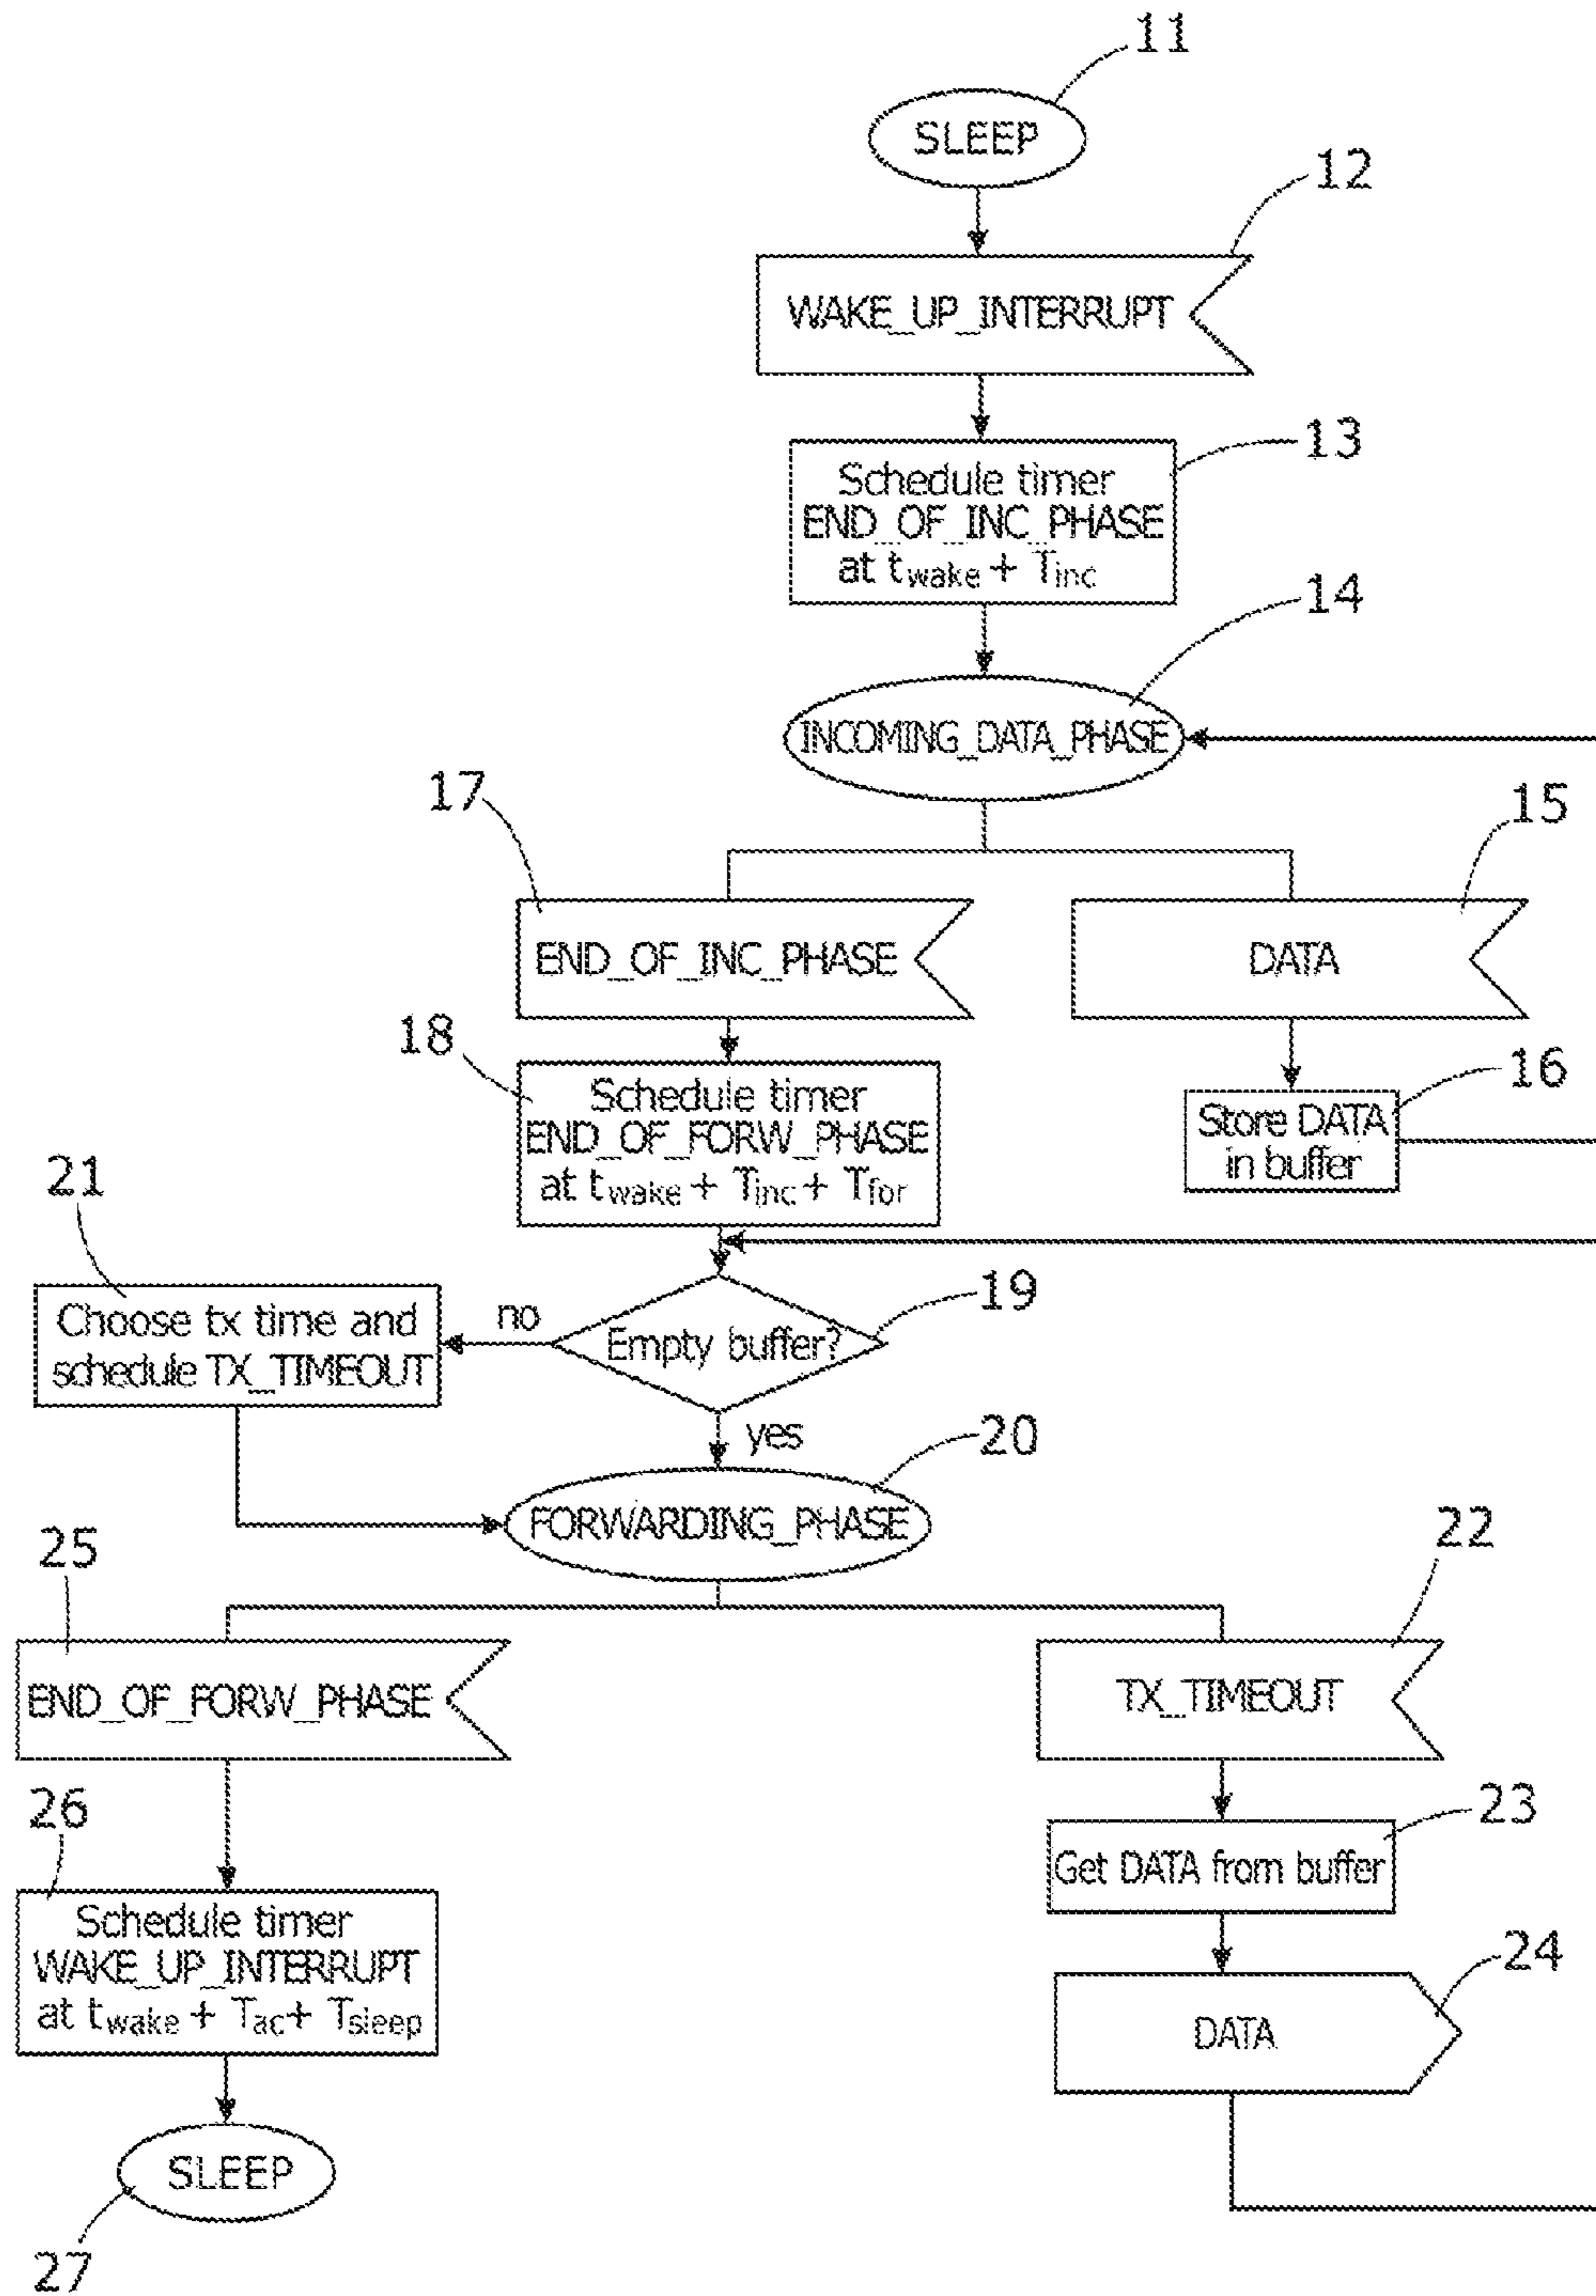 11
SLEEP
12
WAKE_UP_INTERRUPT
13
Schedule timer
END_OF_INC_PHASE
at twake + Tinc
14
INCOMING_DATA_PHASE
17
15
END_OF_INC_PHASE
DATA
18
Schedule timer
END_OF_FORW_PHASE
at twake + Tinc + Tfor
16
Store DATA
in buffer
21
Choose tx time and
schedule TX_TIMEOUT
no
19
Empty buffer?
yes
20
FORWARDING_PHASE
25
22
END_OF_FORW_PHASE
TX_TIMEOUT
26
23
Get DATA from buffer
Schedule timer
WAKE_UP_INTERRUPT
at twake + Tac + Tsleep
24
DATA
SLEEP
27